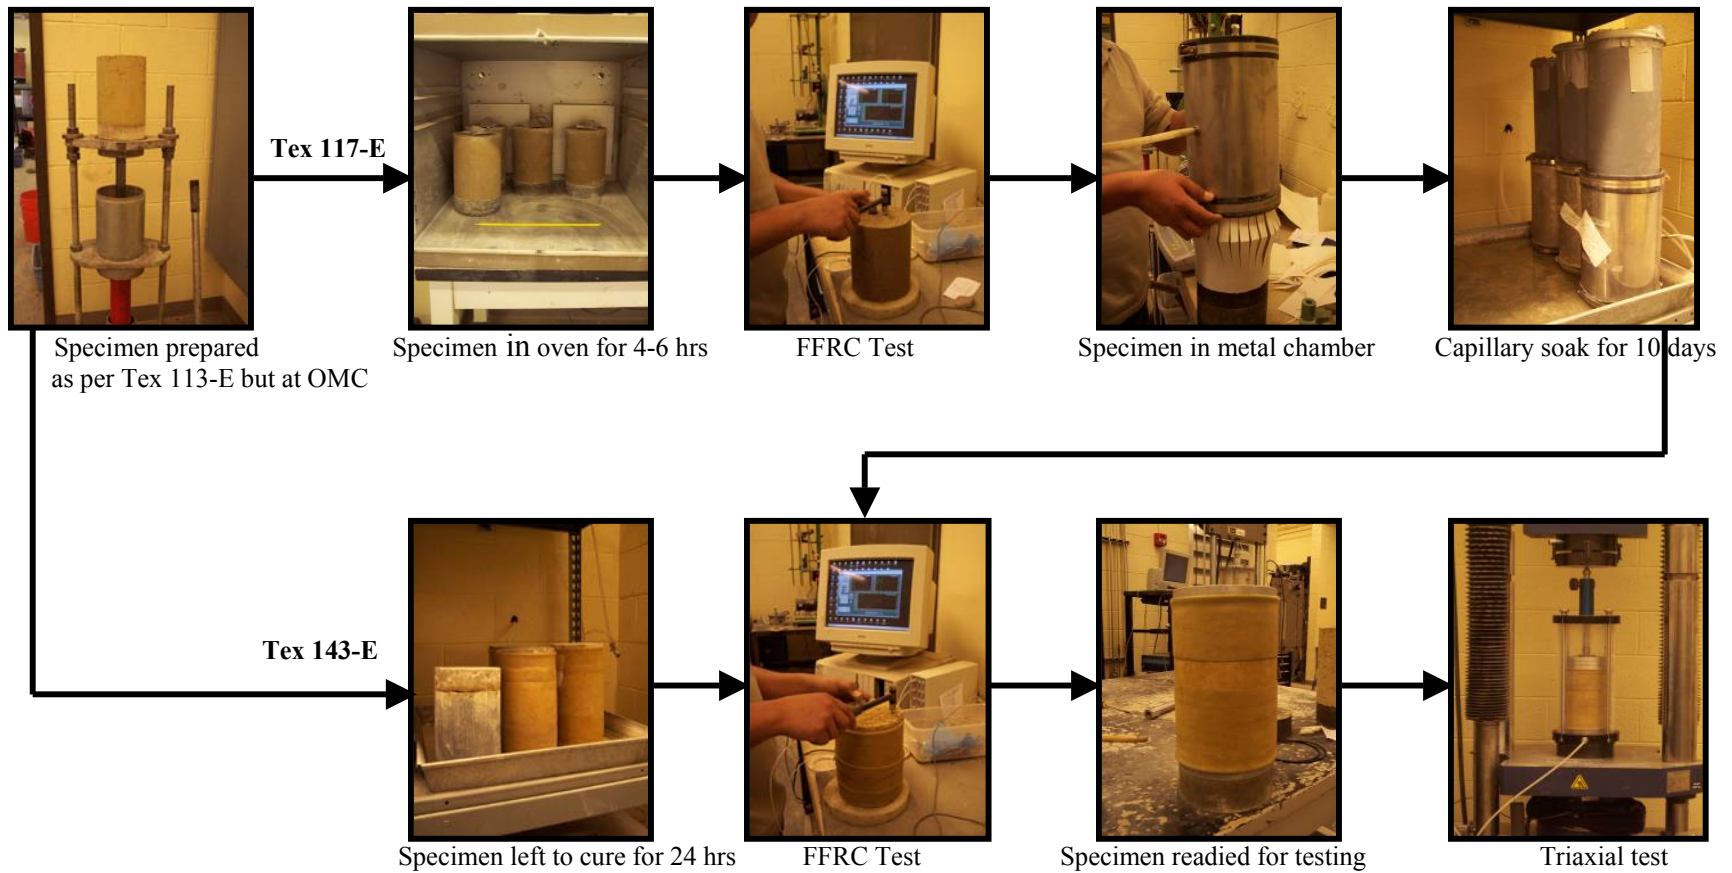 Tex 117-E
Specimen prepared
as per Tex 113-E but at OMC
Specimen in oven for 4-6 hrs
FFRC Test
Specimen in metal chamber
Capillary soak for 10 days
Tex 143-E
Specimen left to cure for 24 hrs
FFRC Test
Specimen readied for testing
Triaxial test